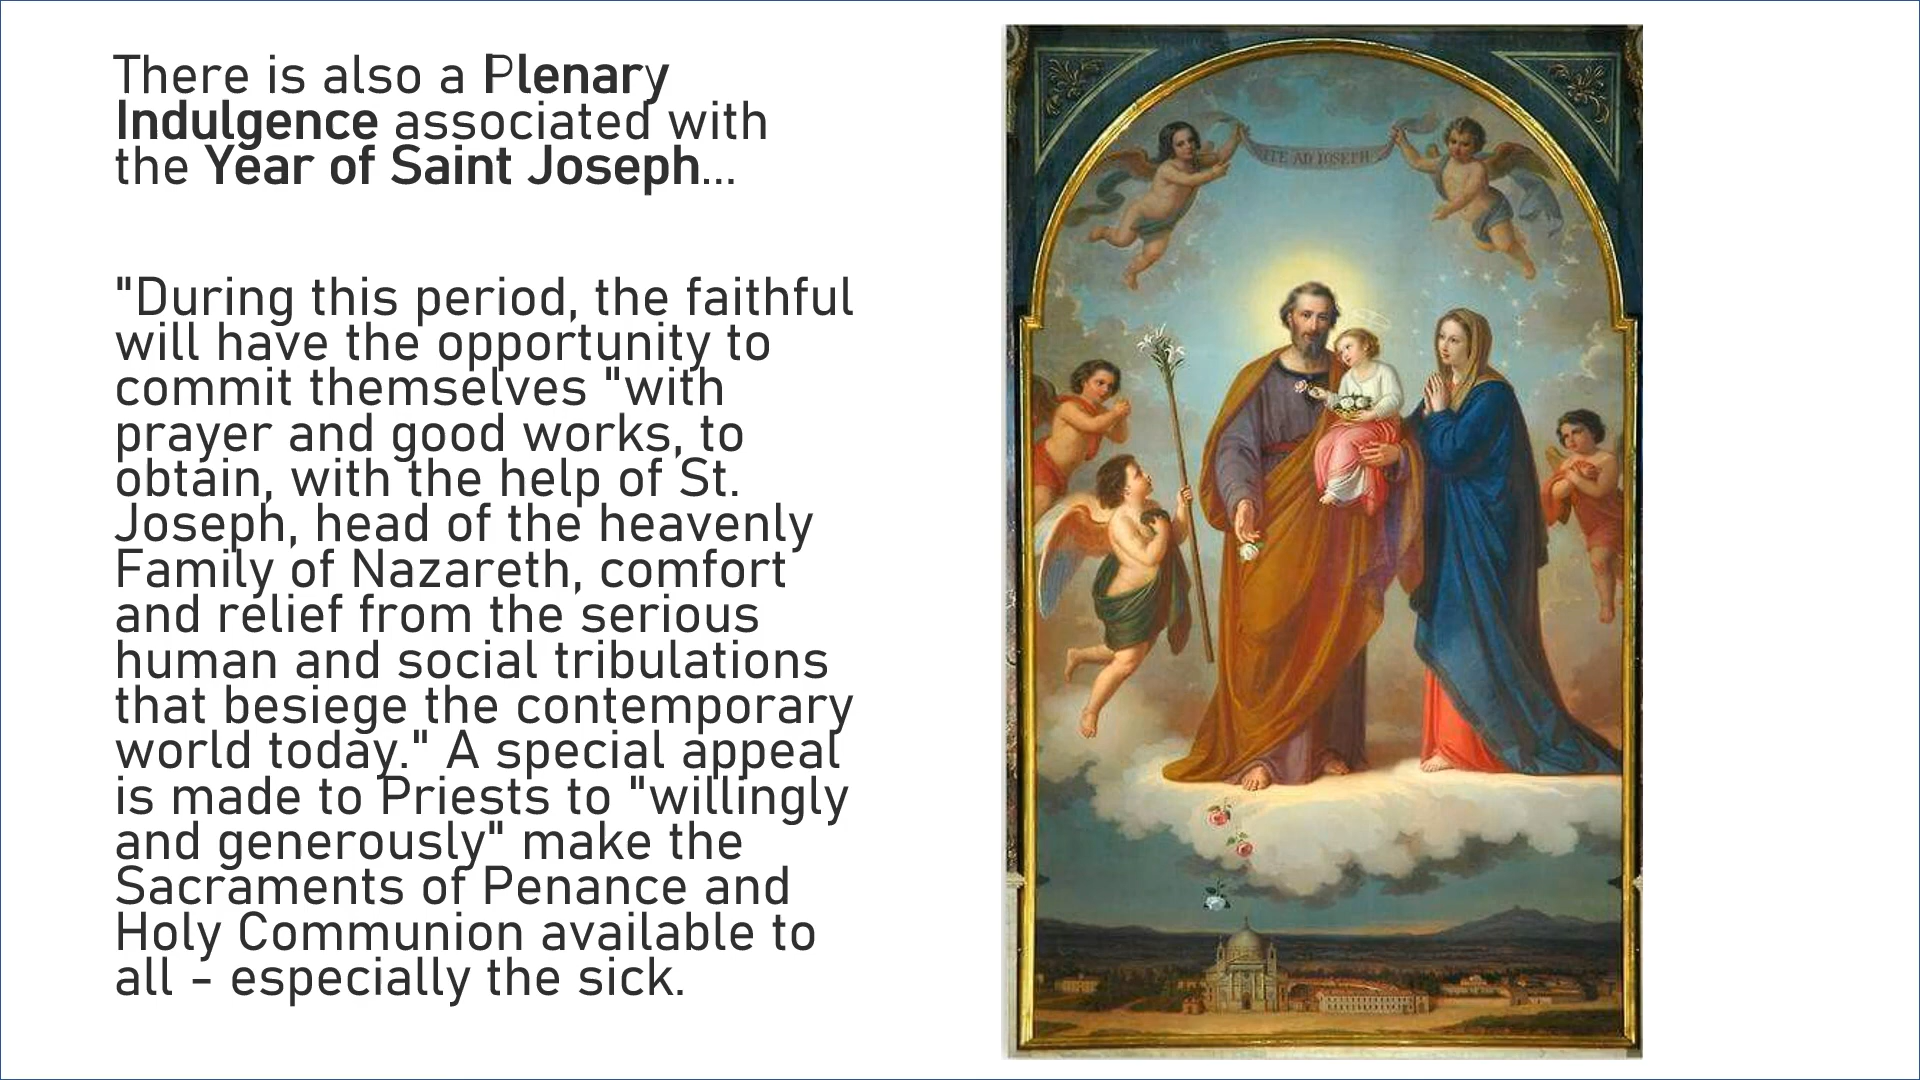 There is also a Plenary
Indulgence associated with
the Year of Saint Joseph...
"During this period, the faithful
will have the opportunity to
commit themselves "with
prayer and good works, to
obtain, with the help of St.
Joseph, head of the heavenly
Family of Nazareth, comfort
and relief from the serious
human and social tribulations
that besiege the contemporary
world today." A special appeal
is made to Priests to "willingly
and generously" make the
Sacraments of Penance and
Holy Communion available to
all - especially the sick.
ITE AD IOSEPH